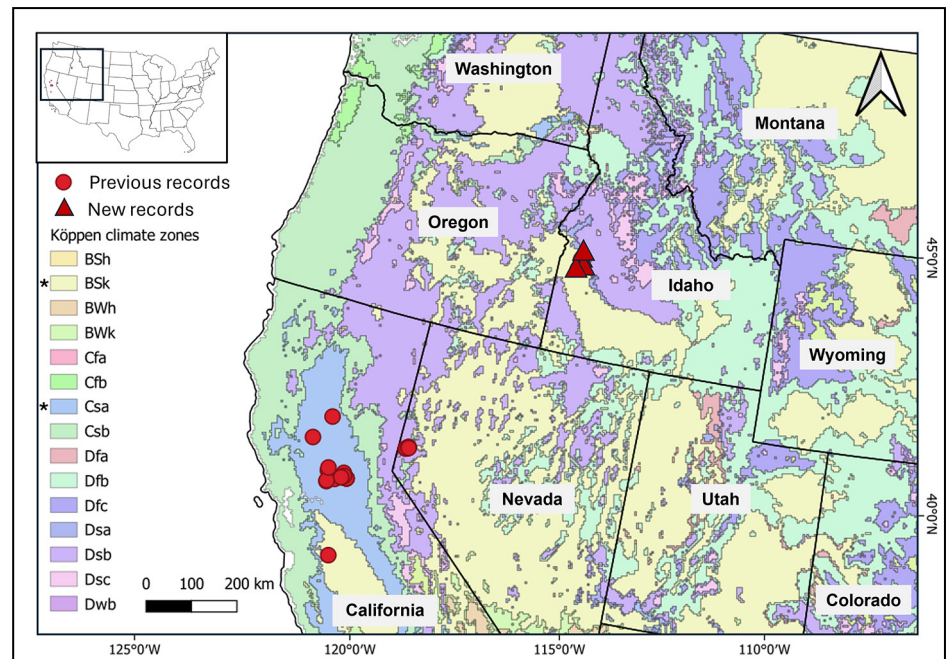 Washington
Montana
Previous records
New records
Oregon
Köppen climate zones
BSh
* BSk
BWh
BWk
Cfa
Cfb
* Csa
Csb
Dfa
Dfb
Dfc
Dsa
Dsb
Dsc
Dwb
Idaho
Wyoming
Nevada
Utah
California
Colorado
0 100 200 km
45°0'N
40°0'N
125°0'W 120°0'W 115°0'W 110°0'W